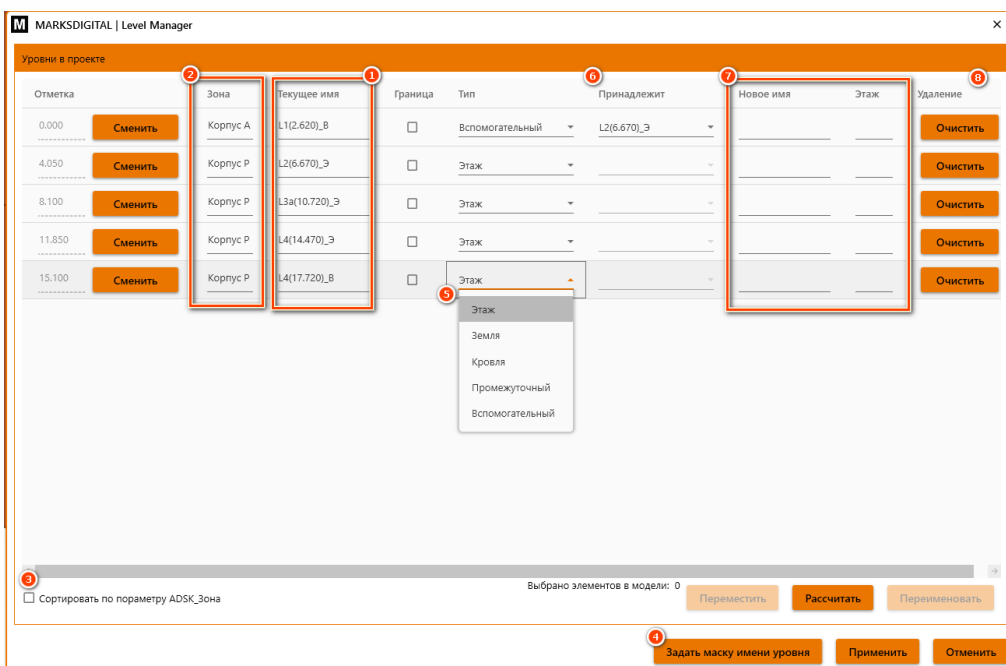 M MARKSDIGITAL | Level Manager ×
Уровни в проекте
2 1 6 7 8
Отметка Зона Текущее имя Граница Тип Принадлежит Новое имя Этаж Удаление
0.000 Сменить Корпус А L1(2.620)_В Вспомогательный L2(6.670)_Э Очистить
4.050 Сменить Корпус Р L2(6.670)_Э Этаж Очистить
8.100 Сменить Корпус Р L3а(10.720)_Э Этаж Очистить
11.850 Сменить Корпус Р L4(14.470)_Э Этаж Очистить
15.100 Сменить Корпус Р L4(17.720)_В Этаж Очистить
5
Этаж
Земля
Кровля
Промежуточный
Вспомогательный
3
Выбрано элементов в модели: 0
Сортировать по пораметру ADSK_Зона Переместить Рассчитать Переименовать
4
Задать маску имени уровня Применить Отменить